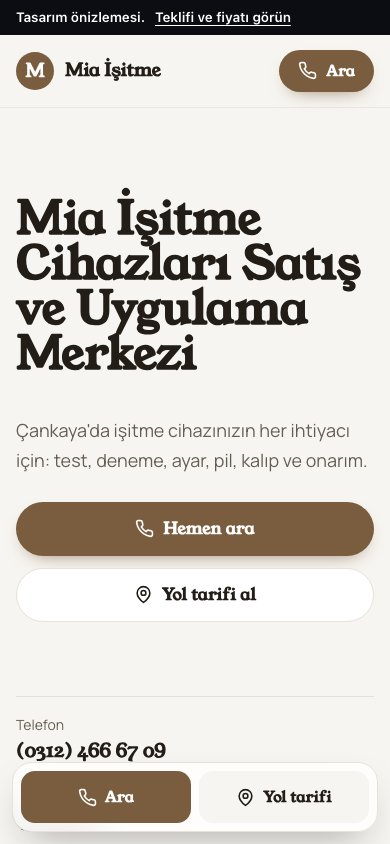 Tasarım önizlemesi. Teklifi ve fiyatı görün
M Mia İşitme Ara
Mia İşitme
Cihazları Satış
ve Uygulama
Merkezi
Çankaya'da işitme cihazınızın her ihtiyacı
için: test, deneme, ayar, pil, kalıp ve onarım.
Hemen ara
Yol tarifi al
Telefon
(0312) 466 67 09
Ara Yol tarifi